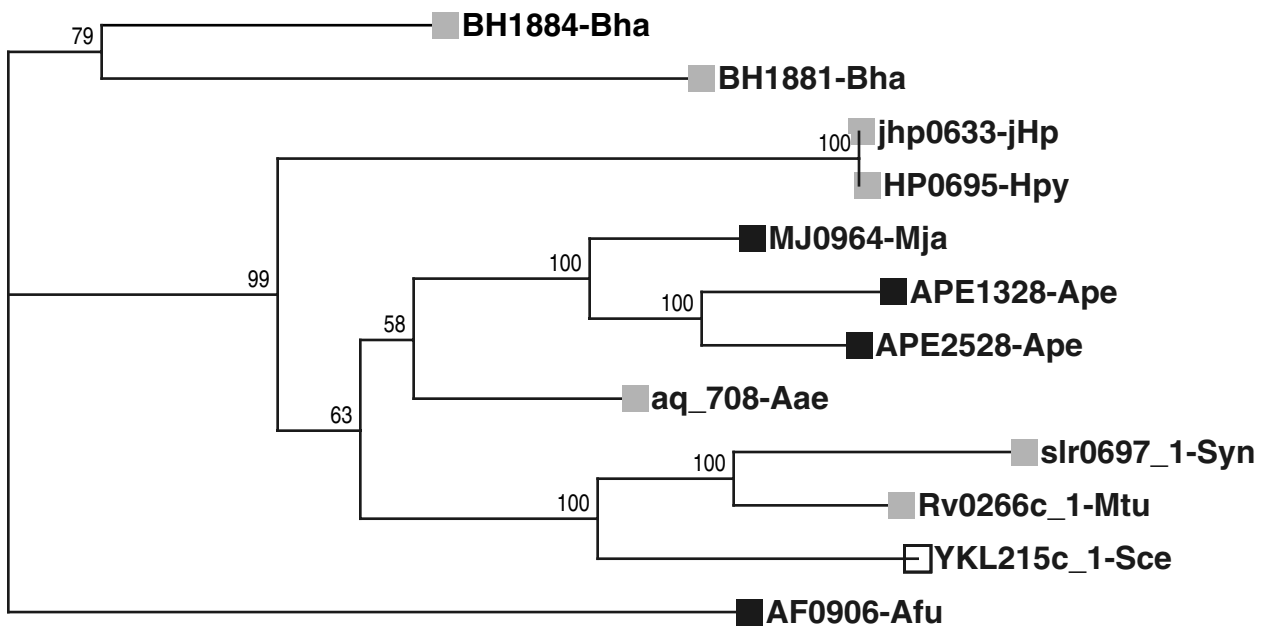 79
BH1884-Bha
BH1881-Bha
jhp0633-jHp
100
HP0695-Hpy
MJ0964-Mja
100
99
APE1328-Ape
100
58
APE2528-Ape
aq_708-Aae
63
slr0697_1-Syn
100
Rv0266c_1-Mtu
100
YKL215c_1-Sce
AF0906-Afu